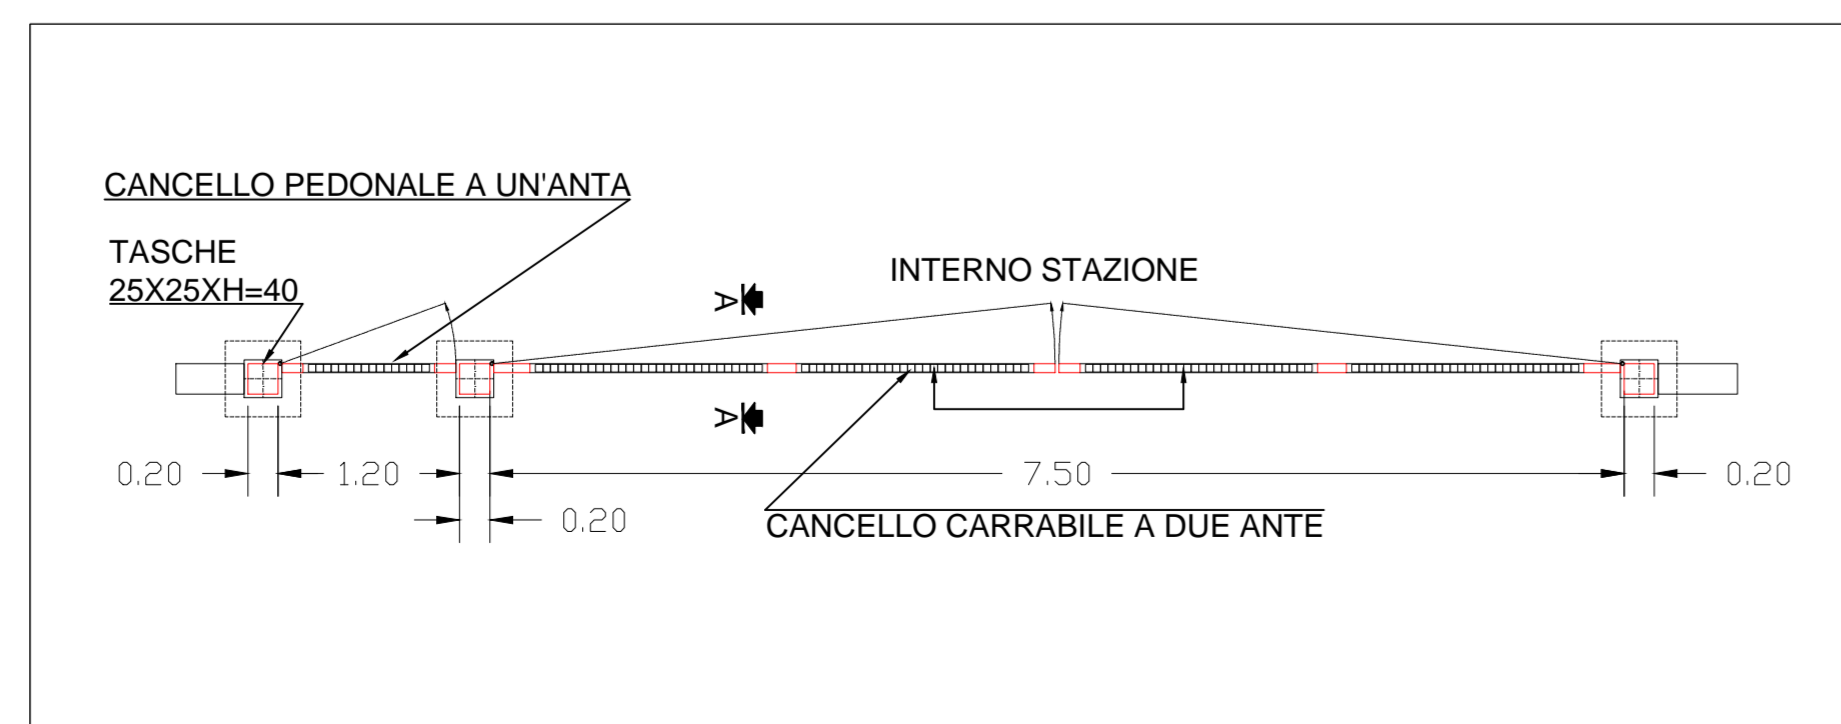 CANCELLO PEDONALE A UN'ANTA
TASCHE
25X25XH=40
INTERNO STAZIONE
A
A
0.20
1.20
7.50
0.20
0.20
CANCELLO CARRABILE A DUE ANTE